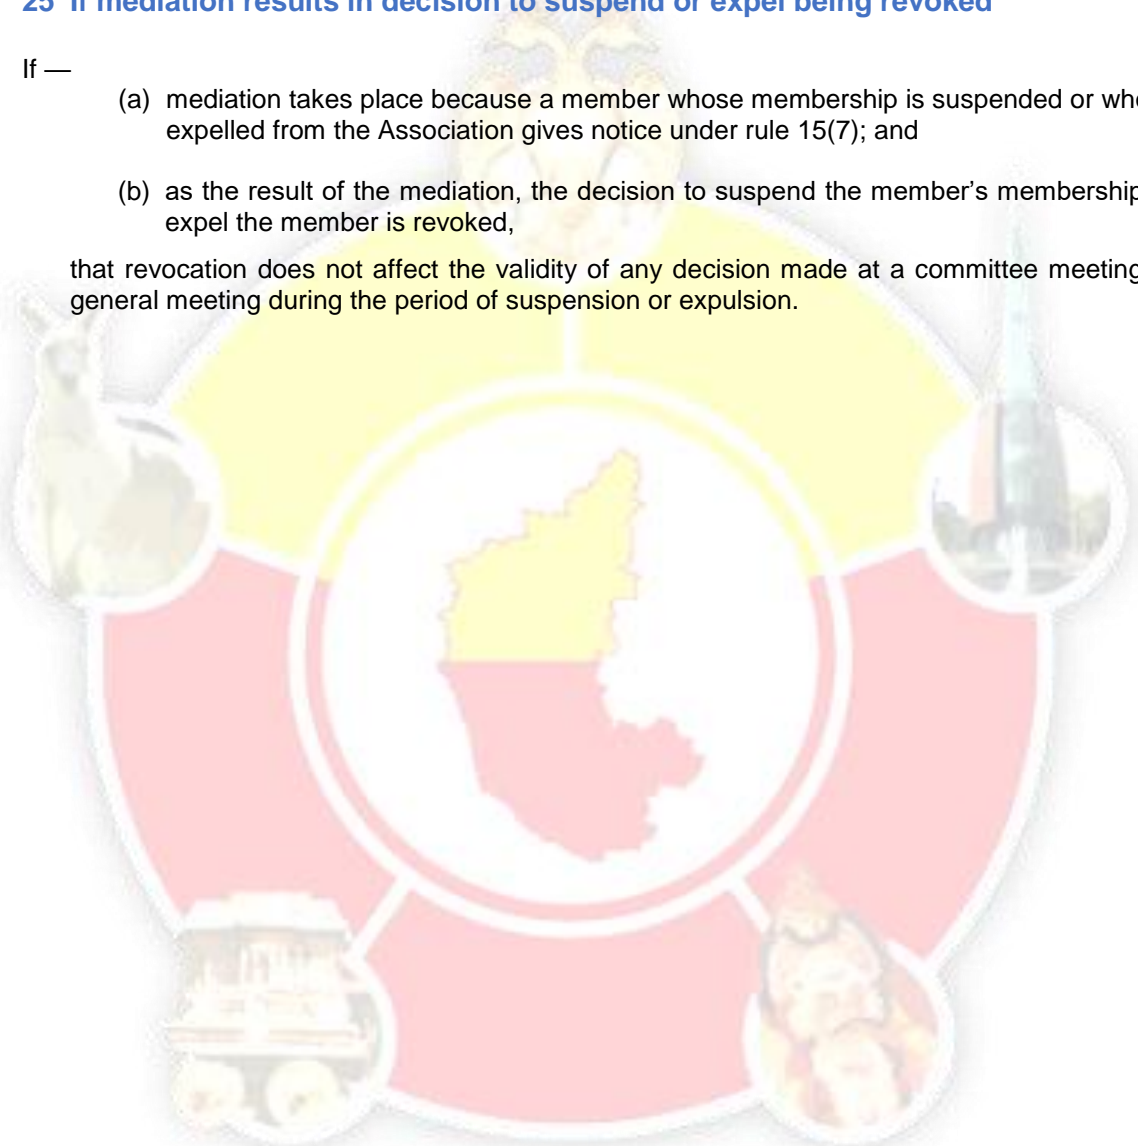 25 If mediation results in decision to suspend or expel being revoked
If —
(a) mediation takes place because a member whose membership is suspended or who
expelled from the Association gives notice under rule 15(7); and
(b) as the result of the mediation, the decision to suspend the member’s membership
expel the member is revoked,
that revocation does not affect the validity of any decision made at a committee meeting
general meeting during the period of suspension or expulsion.